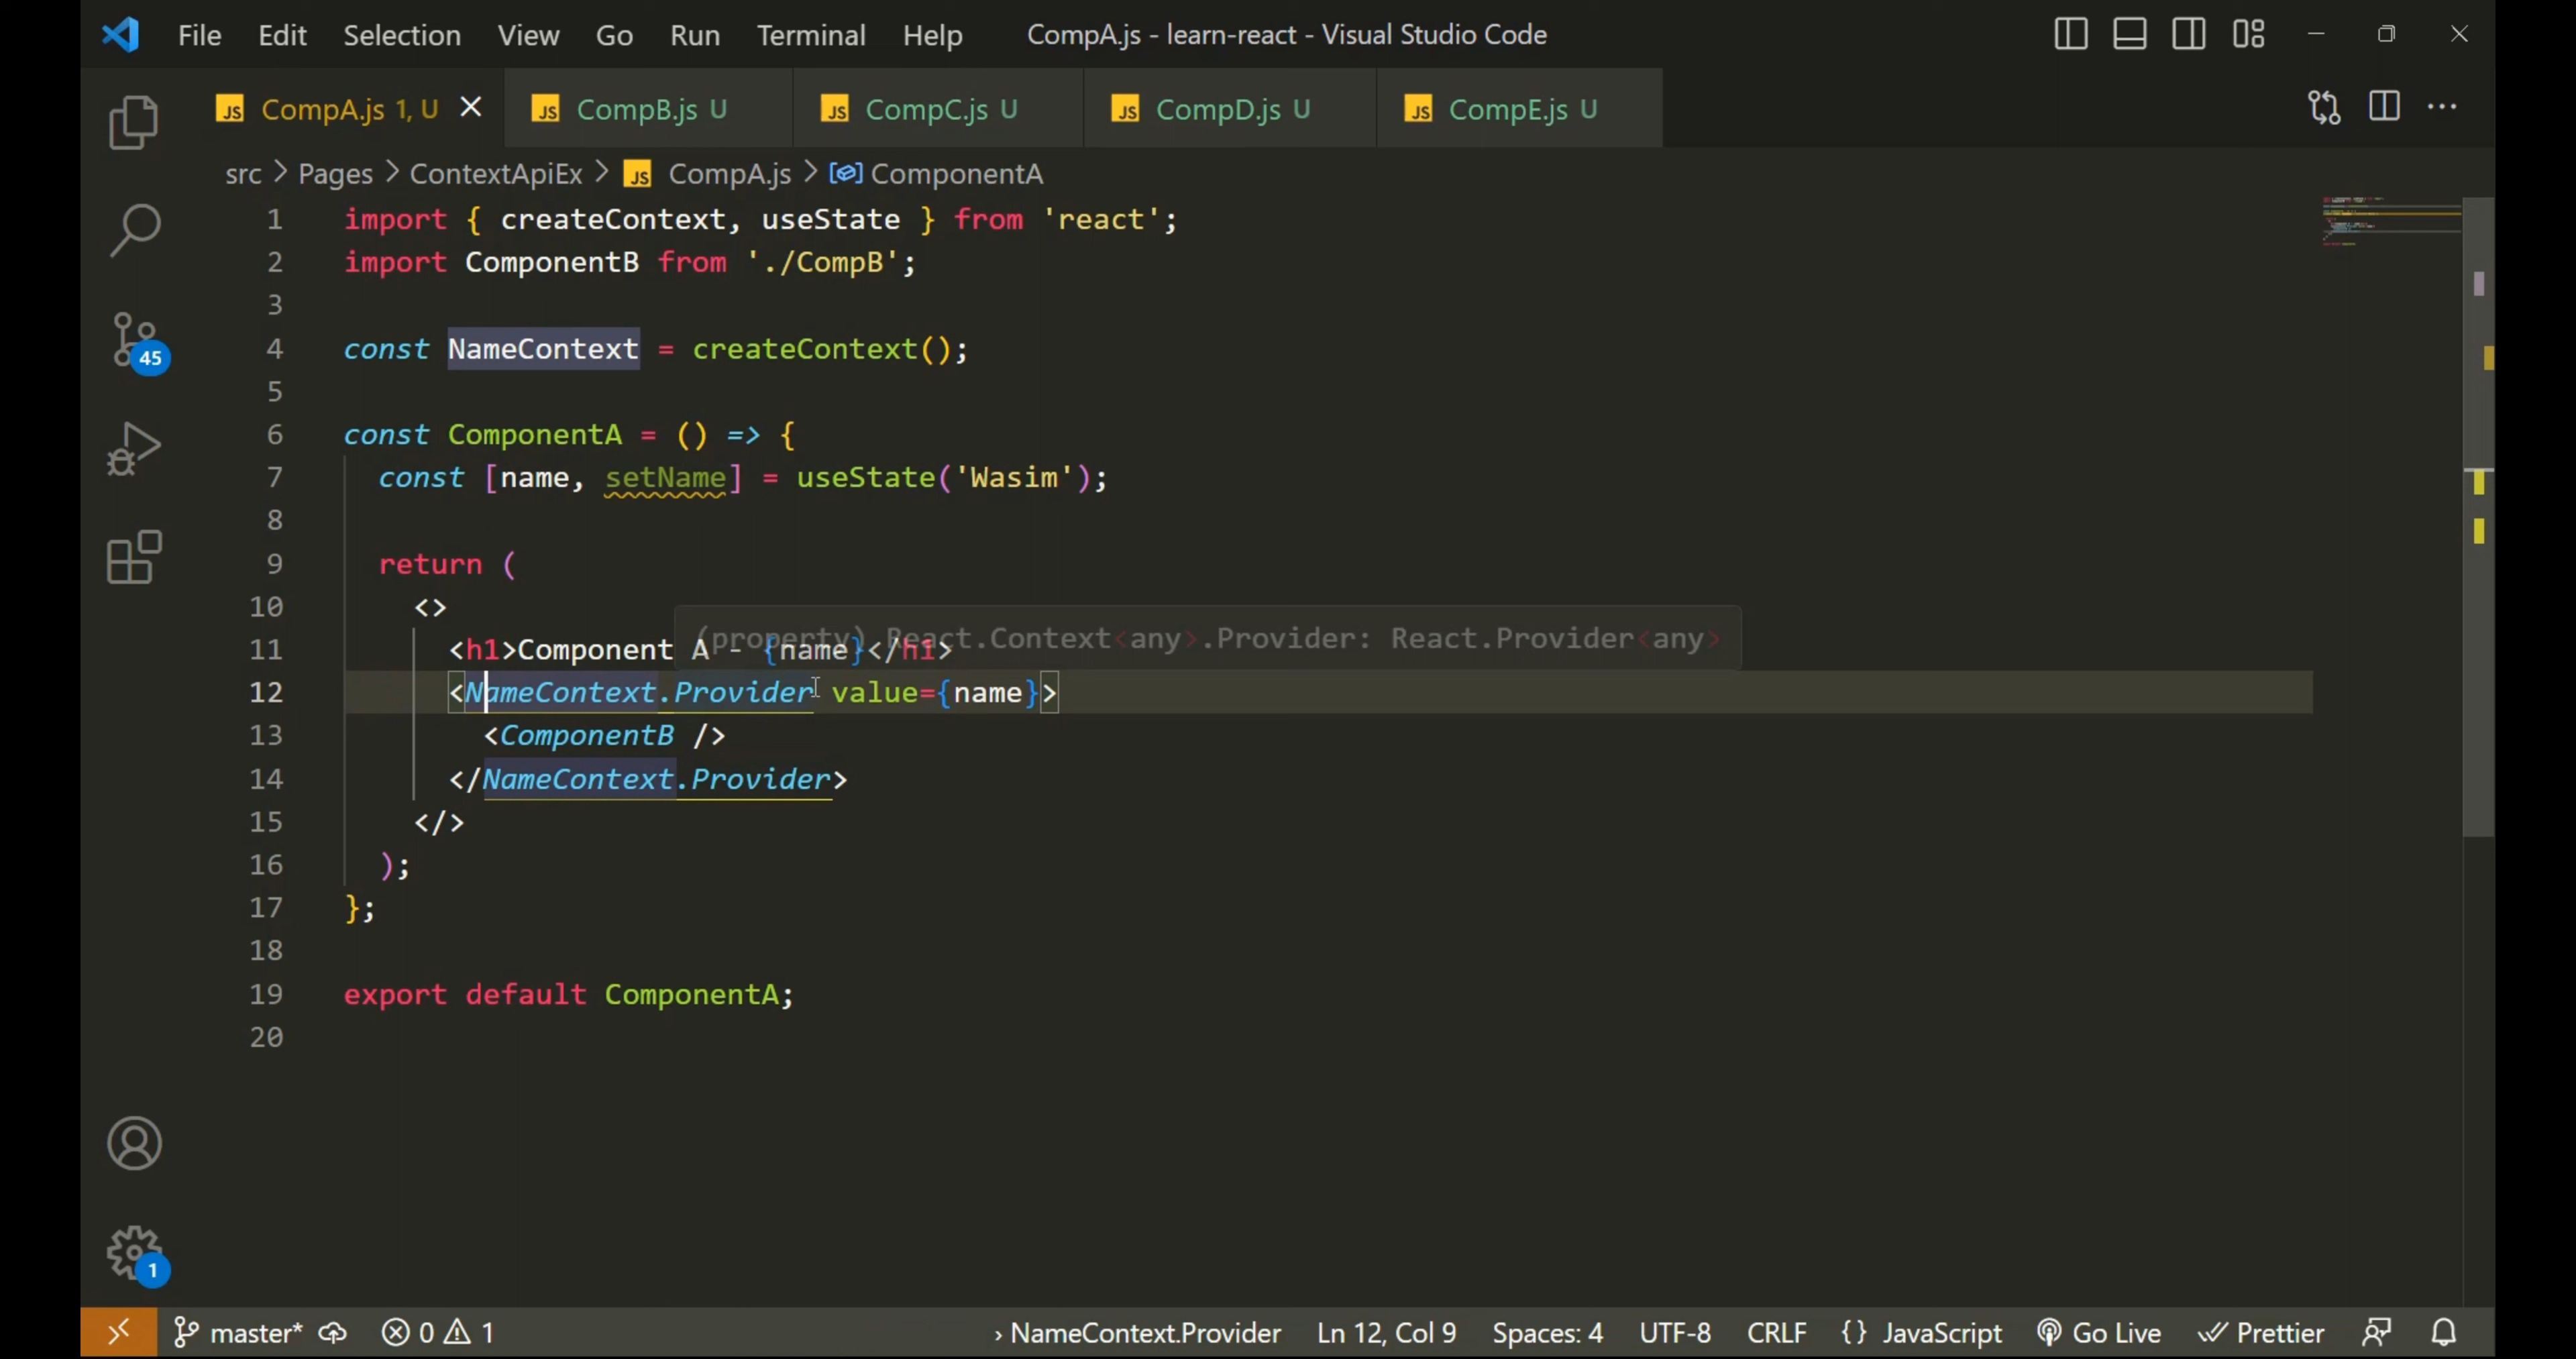 File Edit Selection View Go Run Terminal Help CompA.js - learn-react - Visual Studio Code
JS CompA.js 1, U JS CompB.js U JS CompC.js U JS CompD.js U JS CompE.js U
src > Pages > ContextApiEx > JS CompA.js > ComponentA
1 import { createContext, useState } from 'react';
2 import ComponentB from './CompB';
3
4 const NameContext = createContext();
5
6 const ComponentA = () => {
7 const [name, setName] = useState('Wasim');
8
9 return (
10 <>
(property) React.Context<any>.Provider: React.Provider<any>
11 <h1>Component A - {name}</h1>
12 <NameContext.Provider value={name}>
13 <ComponentB />
14 </NameContext.Provider>
15 </>
16 );
17 };
18
19 export default ComponentA;
20
45
1
master* 0 1 › NameContext.Provider Ln 12, Col 9 Spaces: 4 UTF-8 CRLF {} JavaScript Go Live Prettier